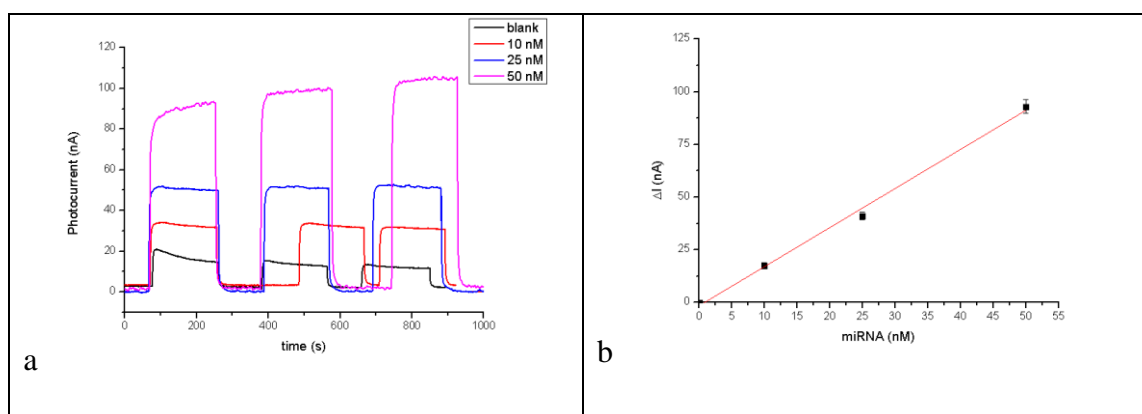 blank
10 nM
25 nM
50 nM
120
100
80
60
40
20
0
Photocurrent (nA)
0 200 400 600 800 1000
time (s)
a
125
100
75
50
25
0
ΔI (nA)
0 5 10 15 20 25 30 35 40 45 50 55
miRNA (nM)
b